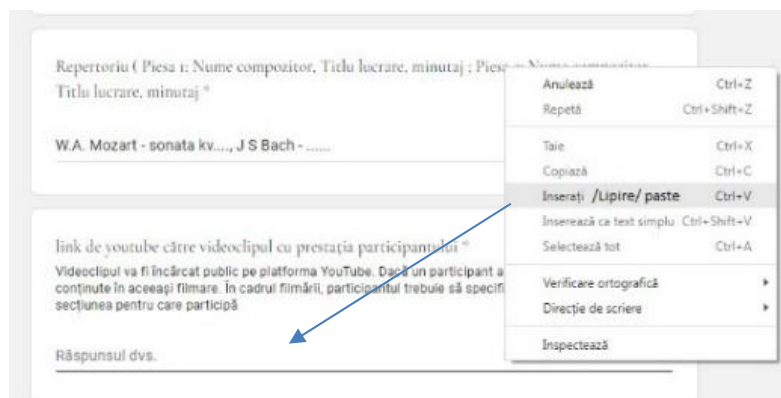 Repertoriu ( Piesa 1: Nume compozitor, Titlu lucrare, minutaj ; Piesa
Titlu lucrare, minutaj *
W.A. Mozart - sonata kv...., J S Bach - ......
Anulează Ctrl+Z
Repetă Ctrl+Shift+Z
Taie Ctrl+X
Copiază Ctrl+C
Inserați /Lipire/ paste Ctrl+V
Inserează ca text simplu Ctrl+Shift+V
Selectează tot Ctrl+A
Verificare ortografică
Direcție de scriere
Inspectează
link de youtube către videoclipul cu prestația participantului *
Videoclipul va fi încărcat public pe platforma YouTube. Dacă un participant a
conținute în aceeași filmare. În cadrul filmării, participantul trebuie să specifi
secțiunea pentru care participă
Răspunsul dvs.